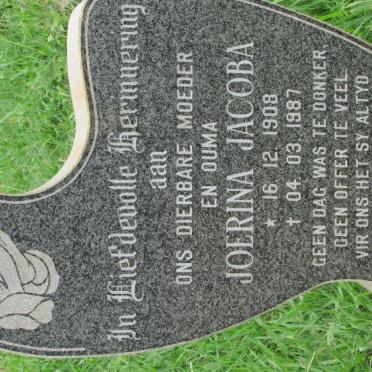 In Liefdevolle Herinnering
aan
ONS DIERBARE MOEDER
EN OUMA
JOERINA JACOBA
* 16. 12. 1908
+ 04. 03. 1987
GEEN DAG WAS TE DONKER
GEEN OFFER TE VEEL
VIR ONS HET SY ALTYD